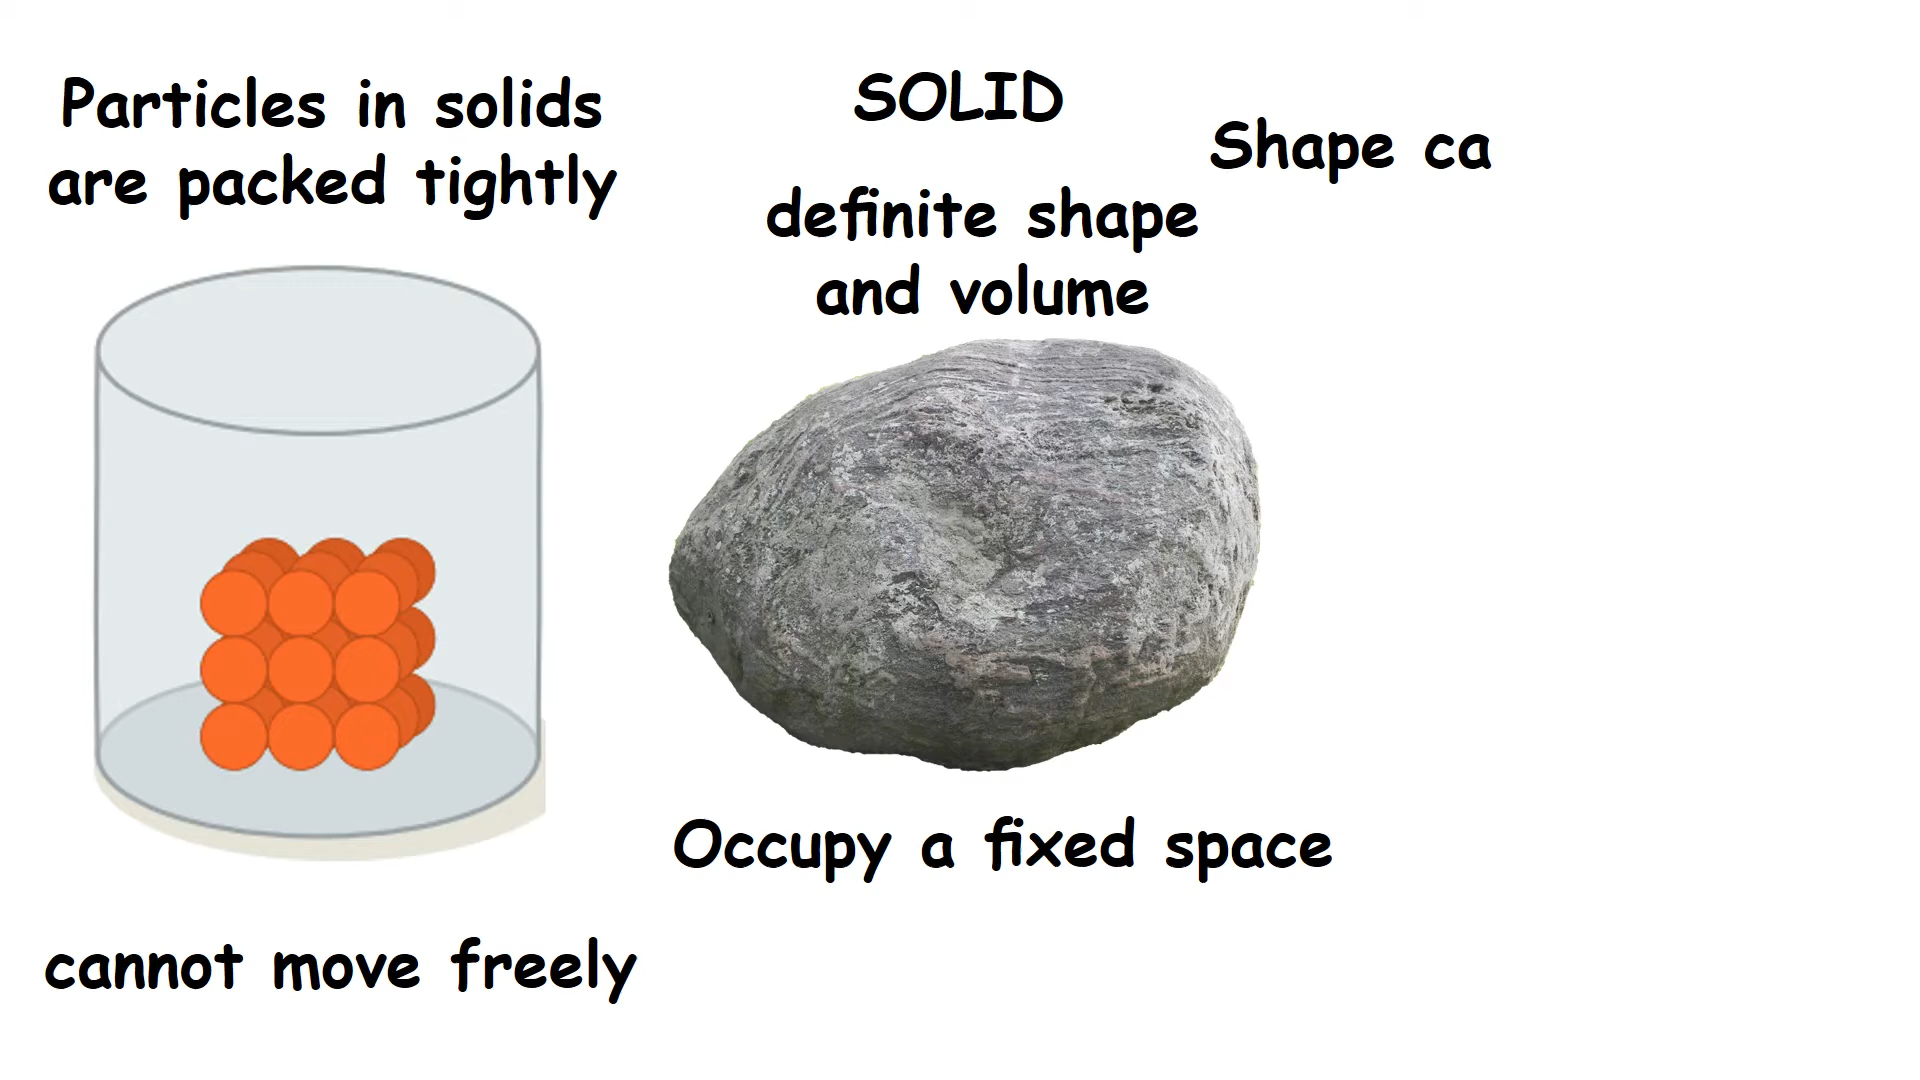 Particles in solids
are packed tightly
SOLID
definite shape
and volume
Shape ca
Occupy a fixed space
cannot move freely